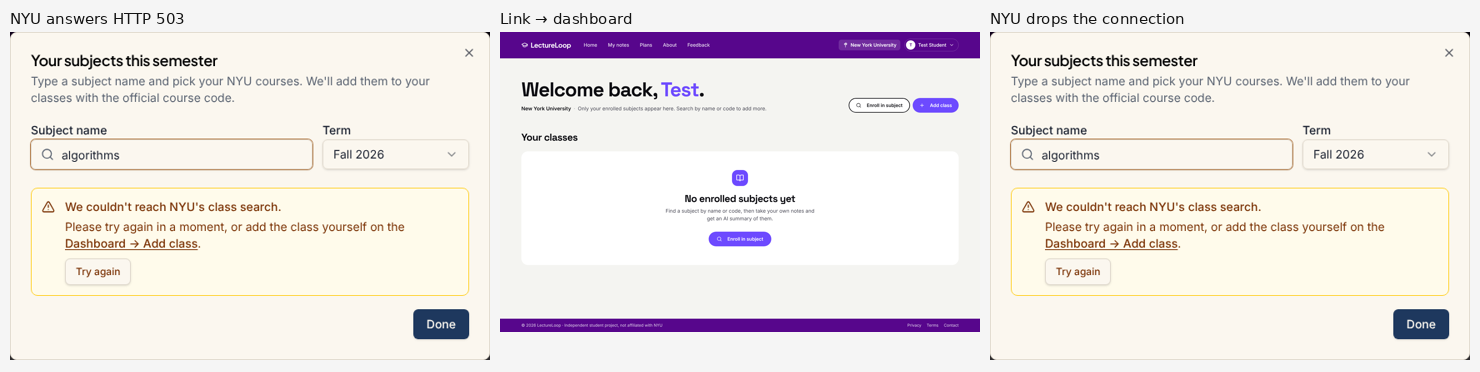 NYU answers HTTP 503
Your subjects this semester
Type a subject name and pick your NYU courses. We'll add them to your
classes with the official course code.
Subject name
Term
algorithms
Fall 2026
We couldn't reach NYU's class search.
Please try again in a moment, or add the class yourself on the
Dashboard → Add class.
Try again
Done
Link → dashboard
LectureLoop
Home
My notes
Plans
About
Feedback
New York University
T
Test Student
Welcome back, Test.
New York University · Only your enrolled subjects appear here. Search by name or code to add more.
Enroll in subject
+ Add class
Your classes
No enrolled subjects yet
Find a subject by name or code, then take your own notes and
get an AI summary of them.
Enroll in subject
© 2026 LectureLoop · Independent student project, not affiliated with NYU
Privacy
Terms
Contact
NYU drops the connection
Your subjects this semester
Type a subject name and pick your NYU courses. We'll add them to your
classes with the official course code.
Subject name
Term
algorithms
Fall 2026
We couldn't reach NYU's class search.
Please try again in a moment, or add the class yourself on the
Dashboard → Add class.
Try again
Done